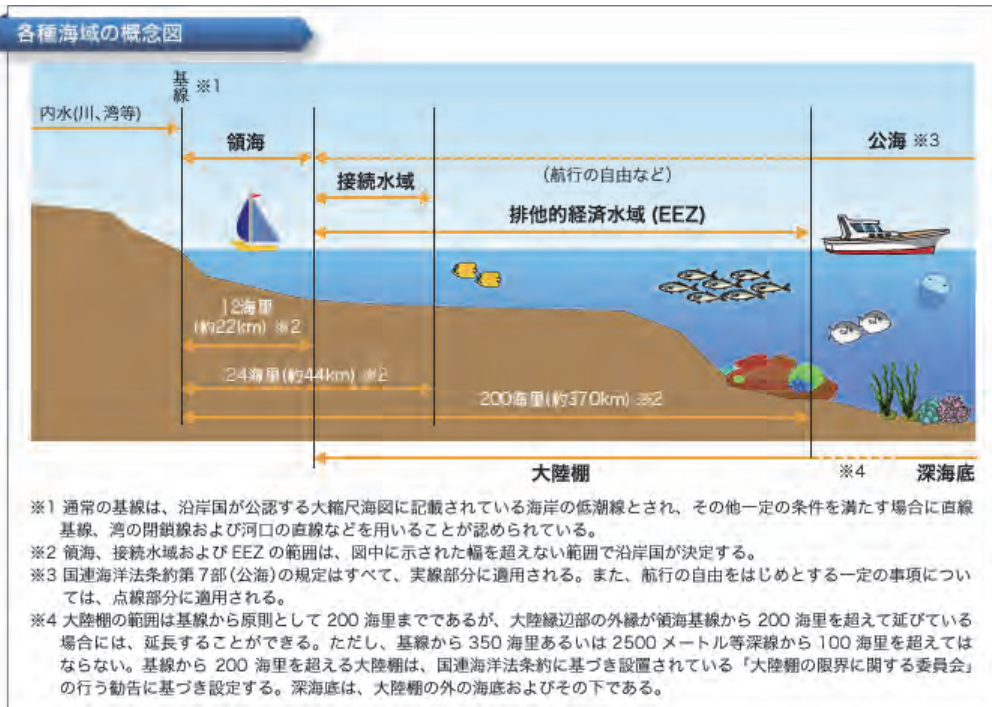 各種海域の概念図
基線 ※1
内水(川、湾等)
領海
公海 ※3
接続水域
(航行の自由など)
排他的経済水域 (EEZ)
12海里
(約22km) ※2
24海里(約44km) ※2
200海里(約370km) ※2
大陸棚
※4
深海底
※1 通常の基線は、沿岸国が公認する大縮尺海図に記載されている海岸の低潮線とされ、その他一定の条件を満たす場合に直線
基線、湾の閉鎖線および河口の直線などを用いることが認められている。
※2 領海、接続水域および EEZ の範囲は、図中に示された幅を超えない範囲で沿岸国が決定する。
※3 国連海洋法条約第7部(公海)の規定はすべて、実線部分に適用される。また、航行の自由をはじめとする一定の事項につい
ては、点線部分に適用される。
※4 大陸棚の範囲は基線から原則として 200 海里までであるが、大陸縁辺部の外縁が領海基線から 200 海里を超えて延びている
場合には、延長することができる。ただし、基線から 350 海里あるいは 2500 メートル等深線から 100 海里を超えては
ならない。基線から 200 海里を超える大陸棚は、国連海洋法条約に基づき設置されている「大陸棚の限界に関する委員会」
の行う勧告に基づき設定する。深海底は、大陸棚の外の海底およびその下である。